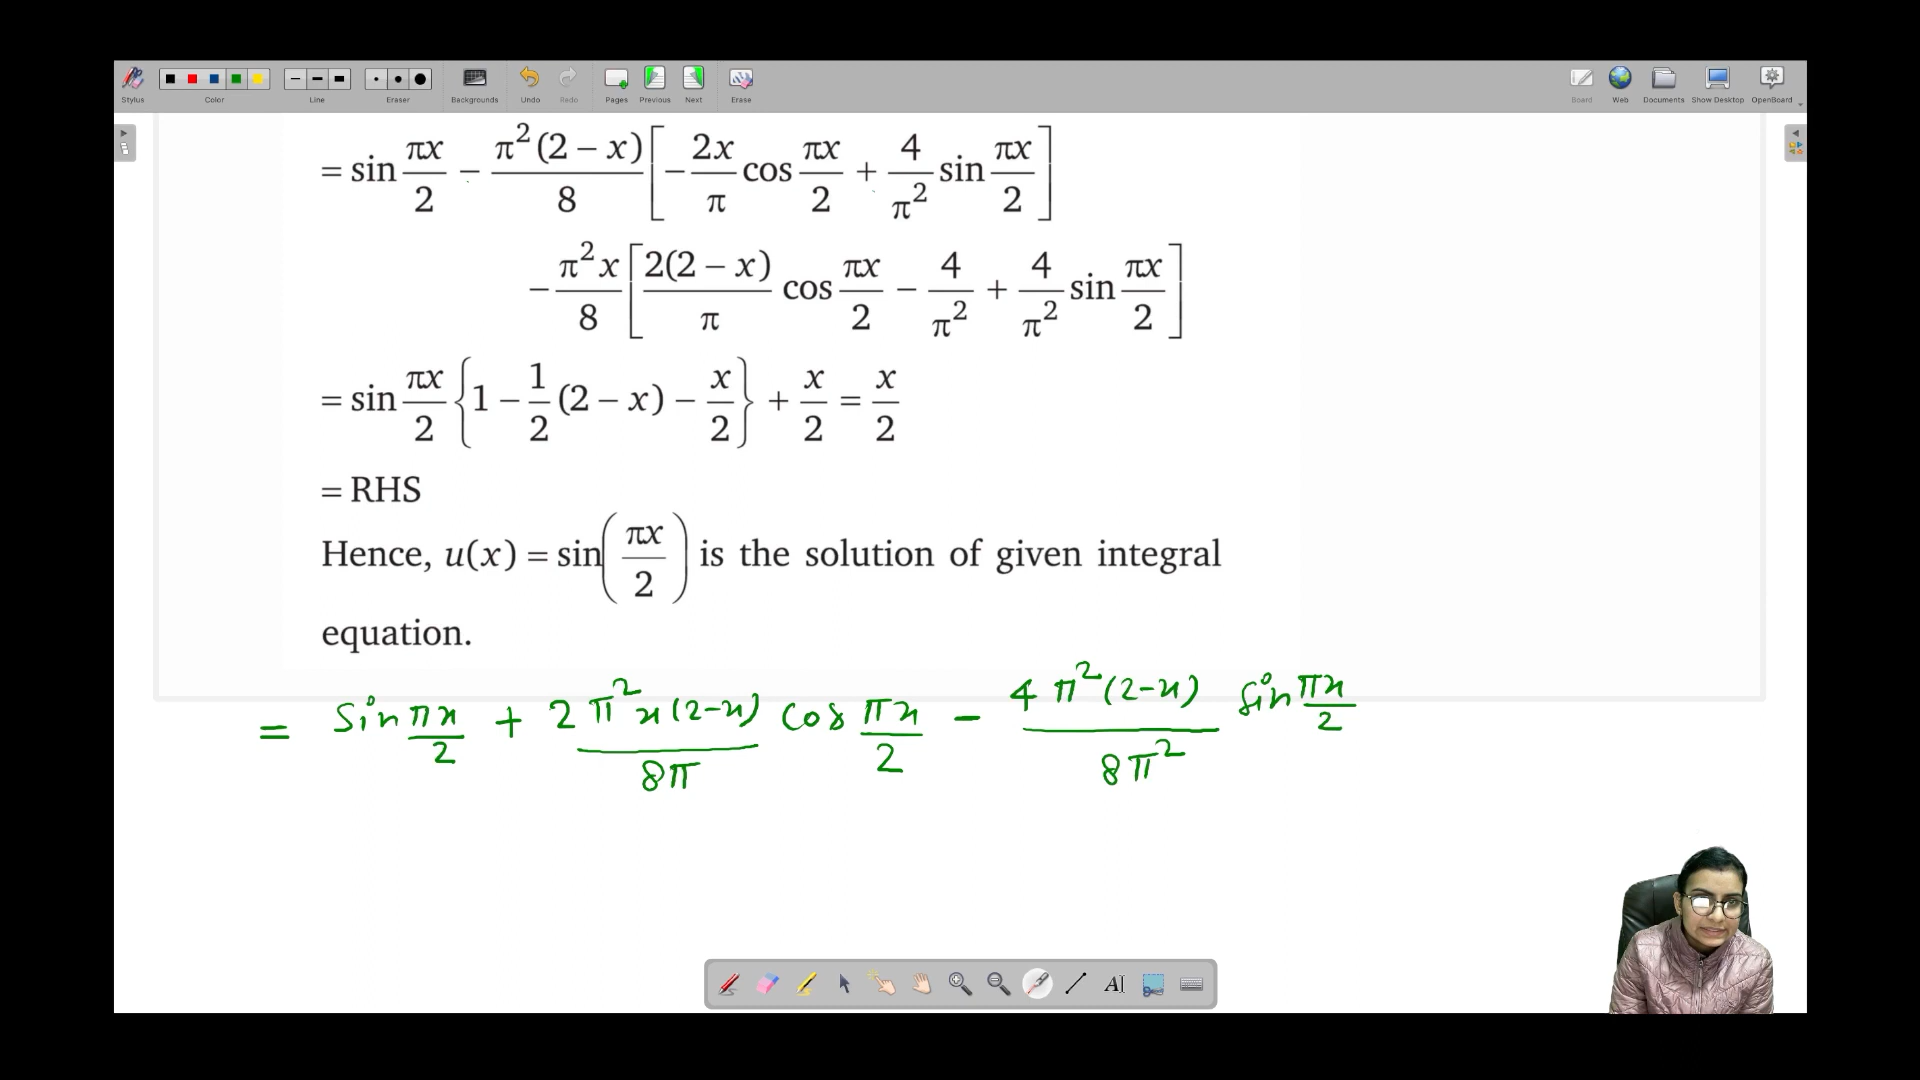 Stylus Color Line Eraser Backgrounds Undo Redo Pages Previous Next Erase Board Web Documents Show Desktop OpenBoard
= sin πx/2 − π²(2 − x)/8 [ − 2x/π cos πx/2 + 4/π² sin πx/2 ]
− π²x/8 [ 2(2 − x)/π cos πx/2 − 4/π² + 4/π² sin πx/2 ]
= sin πx/2 { 1 − 1/2 (2 − x) − x/2 } + x/2 = x/2
= RHS
Hence, u(x) = sin( πx/2 ) is the solution of given integral
equation.
= sin πx/2 + 2π²x(2-x)/8π cos πx/2 − 4π²(2-x)/8π² sin πx/2